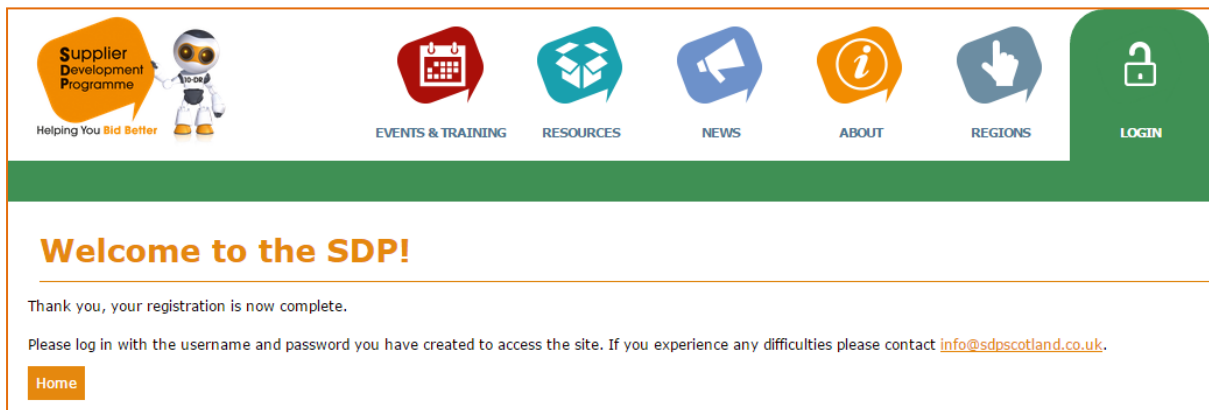 Supplier
Development
Programme
10-DR
Helping You Bid Better
EVENTS & TRAINING
RESOURCES
NEWS
ABOUT
REGIONS
LOGIN
Welcome to the SDP!
Thank you, your registration is now complete.
Please log in with the username and password you have created to access the site. If you experience any difficulties please contact info@sdpscotland.co.uk.
Home